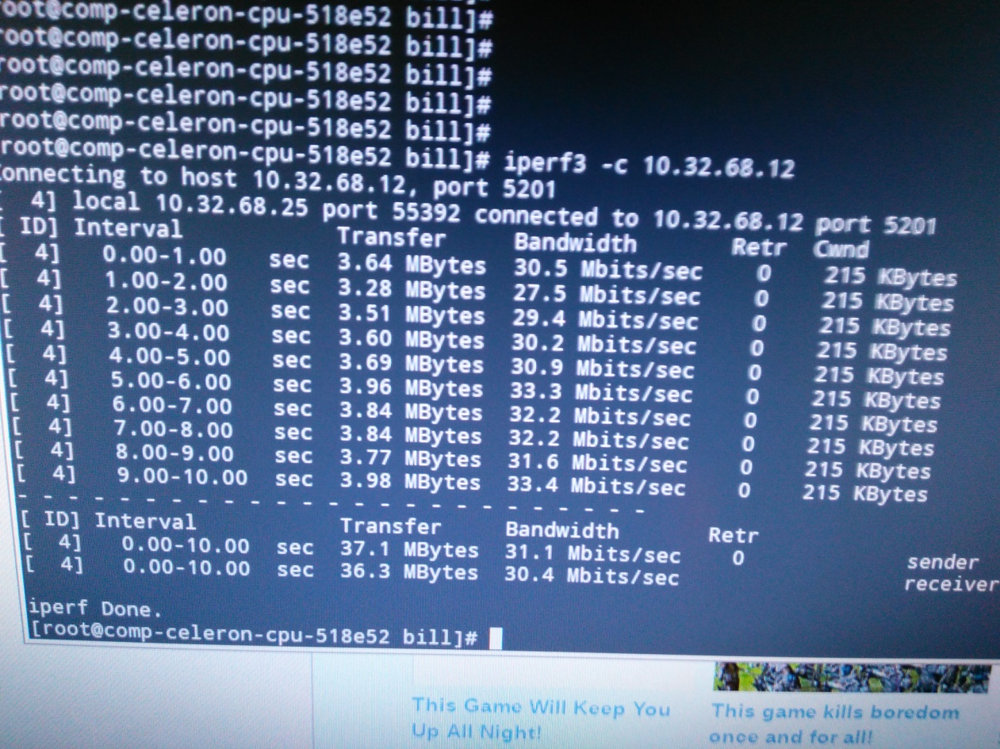 root@comp-celeron-cpu-518e52 bill]#
root@comp-celeron-cpu-518e52 bill]#
root@comp-celeron-cpu-518e52 bill]#
root@comp-celeron-cpu-518e52 bill]#
root@comp-celeron-cpu-518e52 bill]#
root@comp-celeron-cpu-518e52 bill]# iperf3 -c 10.32.68.12
Connecting to host 10.32.68.12, port 5201
[ 4] local 10.32.68.25 port 55392 connected to 10.32.68.12 port 5201
[ ID] Interval Transfer Bandwidth Retr Cwnd
[ 4] 0.00-1.00 sec 3.64 MBytes 30.5 Mbits/sec 0 215 KBytes
[ 4] 1.00-2.00 sec 3.28 MBytes 27.5 Mbits/sec 0 215 KBytes
[ 4] 2.00-3.00 sec 3.51 MBytes 29.4 Mbits/sec 0 215 KBytes
[ 4] 3.00-4.00 sec 3.60 MBytes 30.2 Mbits/sec 0 215 KBytes
[ 4] 4.00-5.00 sec 3.69 MBytes 30.9 Mbits/sec 0 215 KBytes
[ 4] 5.00-6.00 sec 3.96 MBytes 33.3 Mbits/sec 0 215 KBytes
[ 4] 6.00-7.00 sec 3.84 MBytes 32.2 Mbits/sec 0 215 KBytes
[ 4] 7.00-8.00 sec 3.84 MBytes 32.2 Mbits/sec 0 215 KBytes
[ 4] 8.00-9.00 sec 3.77 MBytes 31.6 Mbits/sec 0 215 KBytes
[ 4] 9.00-10.00 sec 3.98 MBytes 33.4 Mbits/sec 0 215 KBytes
- - - - - - - - - - - - - - - - - - - - - - - - -
[ ID] Interval Transfer Bandwidth Retr
[ 4] 0.00-10.00 sec 37.1 MBytes 31.1 Mbits/sec 0 sender
[ 4] 0.00-10.00 sec 36.3 MBytes 30.4 Mbits/sec receiver
iperf Done.
[root@comp-celeron-cpu-518e52 bill]#
This Game Will Keep You
Up All Night!
This game kills boredom
once and for all!